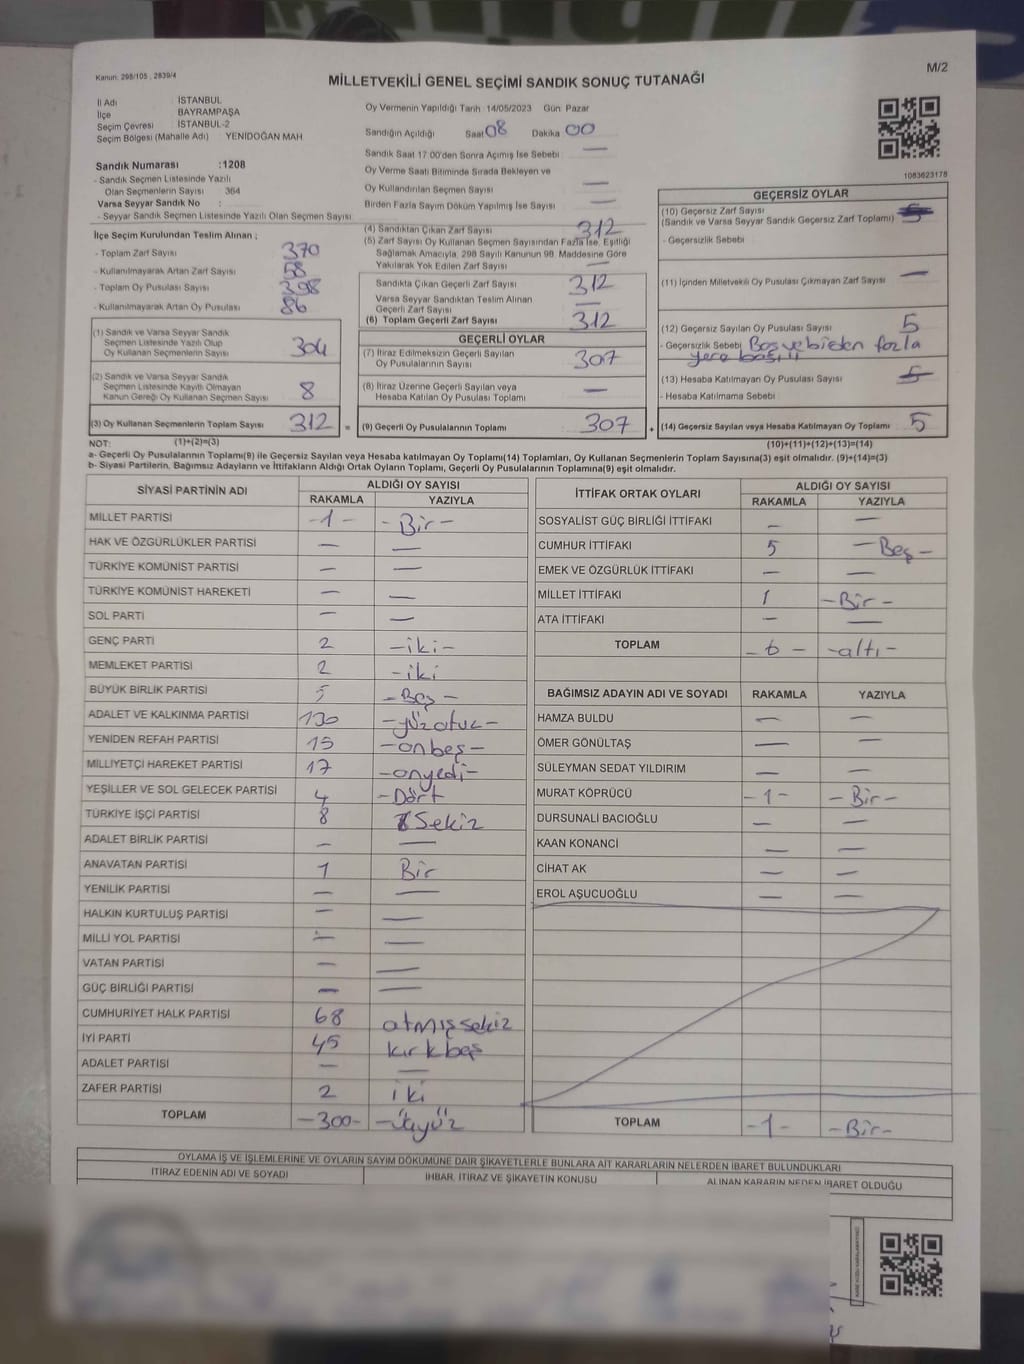 Kanun: 298/105 , 2839/4
M/2
MİLLETVEKİLİ GENEL SEÇİMİ SANDIK SONUÇ TUTANAĞI
İl Adı : İSTANBUL
İlçe BAYRAMPAŞA
Seçim Çevresi : İSTANBUL-2
Seçim Bölgesi (Mahalle Adı) : YENİDOĞAN MAH
Oy Vermenin Yapıldığı Tarih :14/05/2023 Gün: Pazar
Sandığın Açıldığı Saat 08 Dakika 00
Sandık Saat 17:00'den Sonra Açımış İse Sebebi : —
Oy Verme Saati Bitiminde Sırada Bekleyen ve
Oy Kullandırılan Seçmen Sayısı : —
Birden Fazla Sayım Döküm Yapılmış İse Sayısı : —
Sandık Numarası :1208
- Sandık Seçmen Listesinde Yazılı
Olan Seçmenlerin Sayısı : 364
Varsa Seyyar Sandık No :
- Seyyar Sandık Seçmen Listesinde Yazılı Olan Seçmen Sayısı:
İlçe Seçim Kurulundan Teslim Alınan ;
- Toplam Zarf Sayısı : 370
- Kullanılmayarak Artan Zarf Sayısı : 58
- Toplam Oy Pusulası Sayısı : 398
- Kullanılmayarak Artan Oy Pusulası : 86
(1) Sandık ve Varsa Seyyar Sandık
Seçmen Listesinde Yazılı Olup
Oy Kullanan Seçmenlerin Sayısı : 304
(2) Sandık ve Varsa Seyyar Sandık
Seçmen Listesinde Kayıtlı Olmayan
Kanun Gereği Oy Kullanan Seçmen Sayısı : 8
(3) Oy Kullanan Seçmenlerin Toplam Sayısı : 312 =
(4) Sandıktan Çıkan Zarf Sayısı : 312
(5) Zarf Sayısı Oy Kullanan Seçmen Sayısından Fazla İse, Eşitliği
Sağlamak Amacıyla, 298 Sayılı Kanunun 98. Maddesine Göre
Yakılarak Yok Edilen Zarf Sayısı : —
Sandıkta Çıkan Geçerli Zarf Sayısı : 312
Varsa Seyyar Sandıktan Teslim Alınan
Geçerli Zarf Sayısı : —
(6) Toplam Geçerli Zarf Sayısı : 312
GEÇERLİ OYLAR
(7) İtiraz Edilmeksizin Geçerli Sayılan
Oy Pusulalarının Sayısı : 307
(8) İtiraz Üzerine Geçerli Sayılan veya
Hesaba Katılan Oy Pusulası Toplamı : —
(9) Geçerli Oy Pusulalarının Toplamı : 307 +
1083623178
GEÇERSİZ OYLAR
(10) Geçersiz Zarf Sayısı
(Sandık ve Varsa Seyyar Sandık Geçersiz Zarf Toplamı) :
- Geçersizlik Sebebi :
(11) İçinden Milletvekili Oy Pusulası Çıkmayan Zarf Sayısı : —
(12) Geçersiz Sayılan Oy Pusulası Sayısı : 5
- Geçersizlik Sebebi : Boş ve birden fazla
yere basılı
(13) Hesaba Katılmayan Oy Pusulası Sayısı : 5
- Hesaba Katılmama Sebebi :
(14) Geçersiz Sayılan veya Hesaba Katılmayan Oy Toplamı : 5
NOT: (1)+(2)=(3) (10)+(11)+(12)+(13)=(14)
a- Geçerli Oy Pusulalarının Toplamı(9) ile Geçersiz Sayılan veya Hesaba katılmayan Oy Toplamı(14) Toplamları, Oy Kullanan Seçmenlerin Toplam Sayısına(3) eşit olmalıdır. (9)+(14)=(3)
b- Siyasi Partilerin, Bağımsız Adayların ve İttifakların Aldığı Ortak Oyların Toplamı, Geçerli Oy Pusulalarının Toplamına(9) eşit olmalıdır.
SİYASİ PARTİNİN ADI ALDIĞI OY SAYISI
RAKAMLA YAZIYLA
MİLLET PARTİSİ -1- -Bir-
HAK VE ÖZGÜRLÜKLER PARTİSİ — —
TÜRKİYE KOMÜNİST PARTİSİ — —
TÜRKİYE KOMÜNİST HAREKETİ — —
SOL PARTİ — —
GENÇ PARTİ 2 -iki-
MEMLEKET PARTİSİ 2 -iki
BÜYÜK BİRLİK PARTİSİ 5 -Beş-
ADALET VE KALKINMA PARTİSİ 130 -yüzotuz-
YENİDEN REFAH PARTİSİ 15 -onbeş-
MİLLİYETÇİ HAREKET PARTİSİ 17 -onyedi-
YEŞİLLER VE SOL GELECEK PARTİSİ 4 -Dört
TÜRKİYE İŞÇİ PARTİSİ 8 Sekiz
ADALET BİRLİK PARTİSİ — —
ANAVATAN PARTİSİ 1 Bir
YENİLİK PARTİSİ — —
HALKIN KURTULUŞ PARTİSİ — —
MİLLİ YOL PARTİSİ — —
VATAN PARTİSİ — —
GÜÇ BİRLİĞİ PARTİSİ — —
CUMHURİYET HALK PARTİSİ 68 atmışsekiz
İYİ PARTİ 45 kırkbeş
ADALET PARTİSİ — —
ZAFER PARTİSİ 2 iki
TOPLAM -300- -üçyüz
İTTİFAK ORTAK OYLARI ALDIĞI OY SAYISI
RAKAMLA YAZIYLA
SOSYALİST GÜÇ BİRLİĞİ İTTİFAKI — —
CUMHUR İTTİFAKI 5 -Beş-
EMEK VE ÖZGÜRLÜK İTTİFAKI — —
MİLLET İTTİFAKI 1 -Bir-
ATA İTTİFAKI — —
TOPLAM -6- -altı-
BAĞIMSIZ ADAYIN ADI VE SOYADI RAKAMLA YAZIYLA
HAMZA BULDU — —
ÖMER GÖNÜLTAŞ — —
SÜLEYMAN SEDAT YILDIRIM — —
MURAT KÖPRÜCÜ -1- -Bir-
DURSUNALİ BACIOĞLU — —
KAAN KONANCİ — —
CİHAT AK — —
EROL AŞUCUOĞLU — —
TOPLAM -1- -Bir-
OYLAMA İŞ VE İŞLEMLERİNE VE OYLARIN SAYIM DÖKÜMÜNE DAİR ŞİKAYETLERLE BUNLARA AİT KARARLARIN NELERDEN İBARET BULUNDUKLARI
İTİRAZ EDENİN ADI VE SOYADI İHBAR, İTİRAZ VE ŞİKAYETİN KONUSU ALINAN KARARIN NEDEN İBARET OLDUĞU